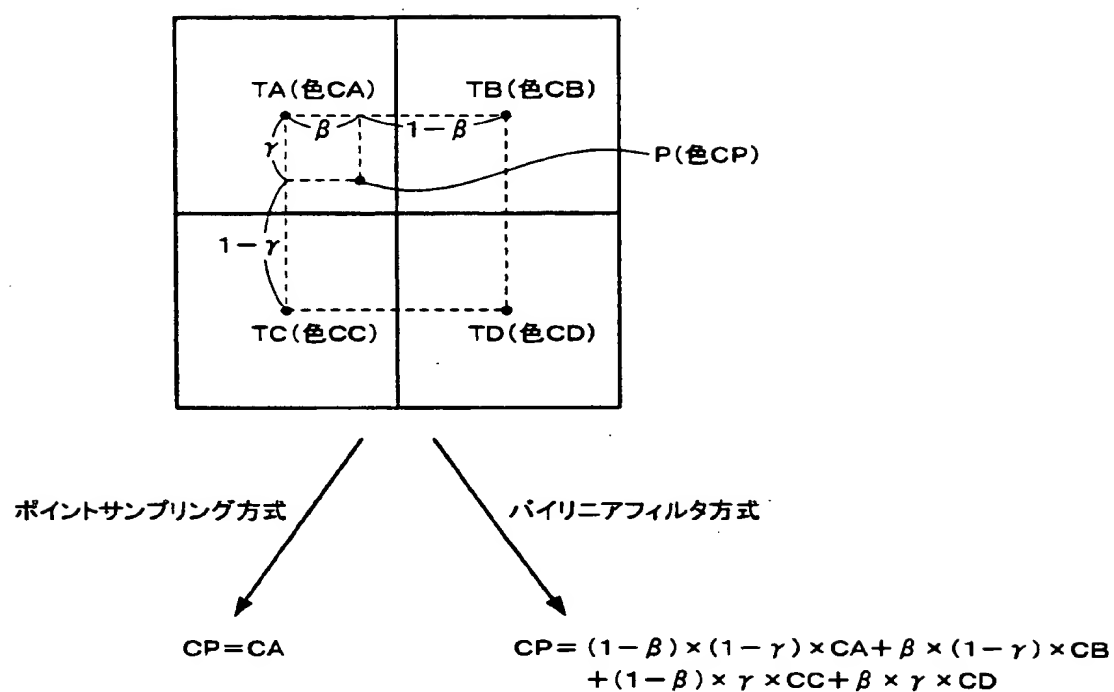 TA(色CA)
TB(色CB)
β
1-β
γ
P(色CP)
1-γ
TC(色CC)
TD(色CD)
ポイントサンプリング方式
バイリニアフィルタ方式
CP=CA
CP=(1-β)×(1-γ)×CA+β×(1-γ)×CB
+(1-β)×γ×CC+β×γ×CD